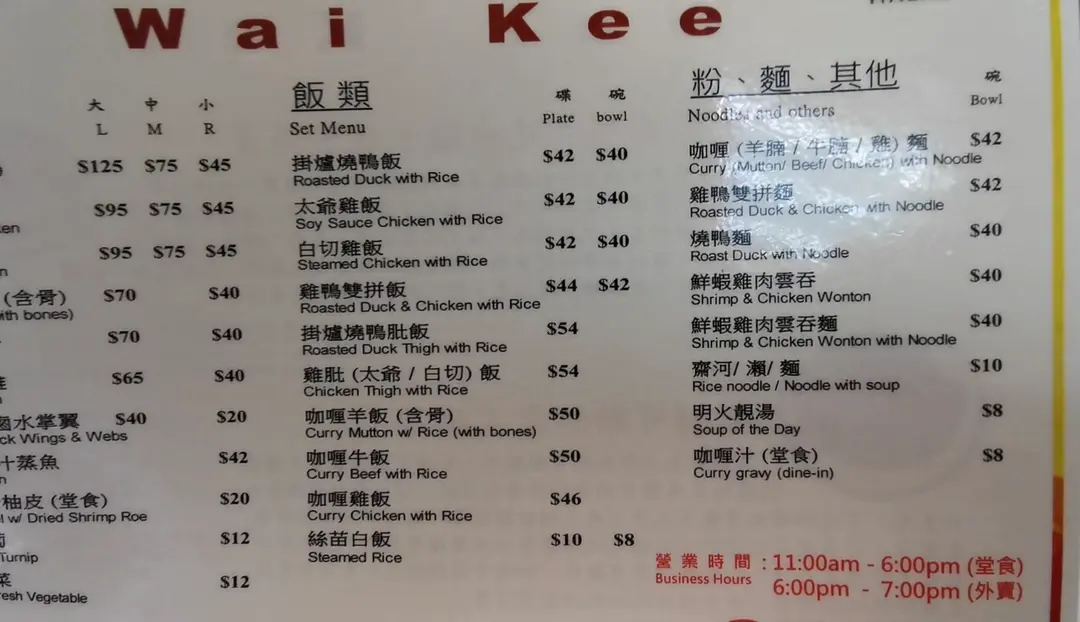 Wai Kee
大 中 小
L M R
$125 $75 $45
$95 $75 $45
$95 $75 $45
(含骨) $70 $40
with bones)
$70 $40
$65 $40
滷水掌翼 $40 $20
ck Wings & Webs
汁蒸魚 $42
柚皮 (堂食) $20
w/ Dried Shrimp Roe
$12
Turnip
菜 $12
resh Vegetable
飯類
Set Menu
碟 碗
Plate bowl
掛爐燒鴨飯 $42 $40
Roasted Duck with Rice
太爺雞飯 $42 $40
Soy Sauce Chicken with Rice
白切雞飯 $42 $40
Steamed Chicken with Rice
雞鴨雙拼飯 $44 $42
Roasted Duck & Chicken with Rice
掛爐燒鴨肶飯 $54
Roasted Duck Thigh with Rice
雞肶 (太爺 / 白切) 飯 $54
Chicken Thigh with Rice
咖喱羊飯 (含骨) $50
Curry Mutton w/ Rice (with bones)
咖喱牛飯 $50
Curry Beef with Rice
咖喱雞飯 $46
Curry Chicken with Rice
絲苗白飯 $10 $8
Steamed Rice
粉、麵、其他
Noodles and others
碗
Bowl
咖喱 (羊腩 / 牛腩 / 雞) 麵 $42
Curry (Mutton/ Beef/ Chicken) with Noodle
雞鴨雙拼麵 $42
Roasted Duck & Chicken with Noodle
燒鴨麵 $40
Roast Duck with Noodle
鮮蝦雞肉雲吞 $40
Shrimp & Chicken Wonton
鮮蝦雞肉雲吞麵 $40
Shrimp & Chicken Wonton with Noodle
齋河/ 瀨/ 麵 $10
Rice noodle / Noodle with soup
明火靚湯 $8
Soup of the Day
咖喱汁 (堂食) $8
Curry gravy (dine-in)
營業時間 : 11:00am - 6:00pm (堂食)
Business Hours
6:00pm - 7:00pm (外賣)